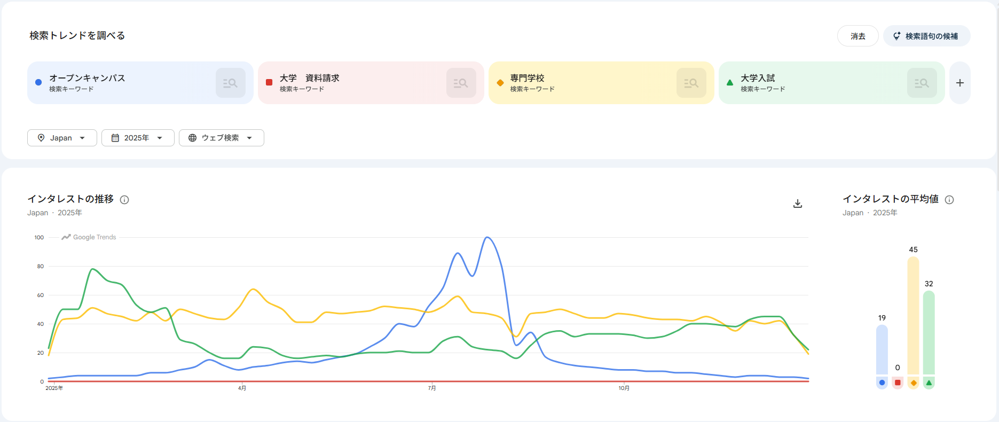 検索トレンドを調べる
消去
検索語句の候補
オープンキャンパス
検索キーワード
大学　資料請求
検索キーワード
専門学校
検索キーワード
大学入試
検索キーワード
Japan
2025年
ウェブ検索
インタレストの推移
Japan · 2025年
インタレストの平均値
Japan · 2025年
Google Trends
100
80
60
40
20
0
2025年
4月
7月
10月
19
0
45
32